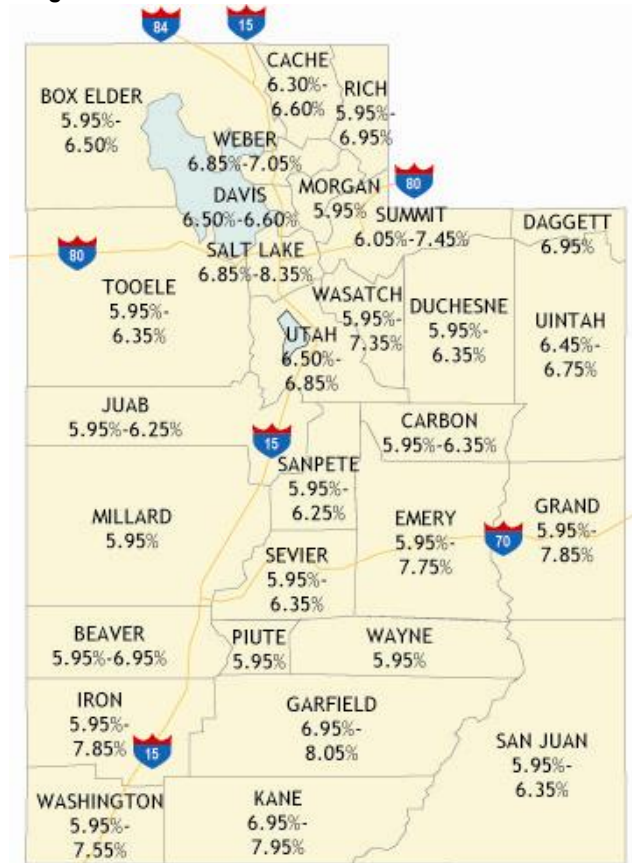 84
15
CACHE
6.30%-
6.60%
RICH
5.95%-
6.95%
BOX ELDER
5.95%-
6.50%
WEBER
6.85%-7.05%
MORGAN
5.95%
80
DAVIS
6.50%-6.60%
SUMMIT
6.05%-7.45%
DAGGETT
6.95%
80
SALT LAKE
6.85%-8.35%
TOOELE
5.95%-
6.35%
WASATCH
5.95%-
7.35%
DUCHESNE
5.95%-
6.35%
UINTAH
6.45%-
6.75%
UTAH
6.50%-
6.85%
JUAB
5.95%-6.25%
15
CARBON
5.95%-6.35%
SANPETE
5.95%-
6.25%
MILLARD
5.95%
EMERY
5.95%-
7.75%
70
GRAND
5.95%-
7.85%
SEVIER
5.95%-
6.35%
BEAVER
5.95%-6.95%
PIUTE
5.95%
WAYNE
5.95%
IRON
5.95%-
7.85%
15
GARFIELD
6.95%-
8.05%
SAN JUAN
5.95%-
6.35%
WASHINGTON
5.95%-
7.55%
KANE
6.95%-
7.95%